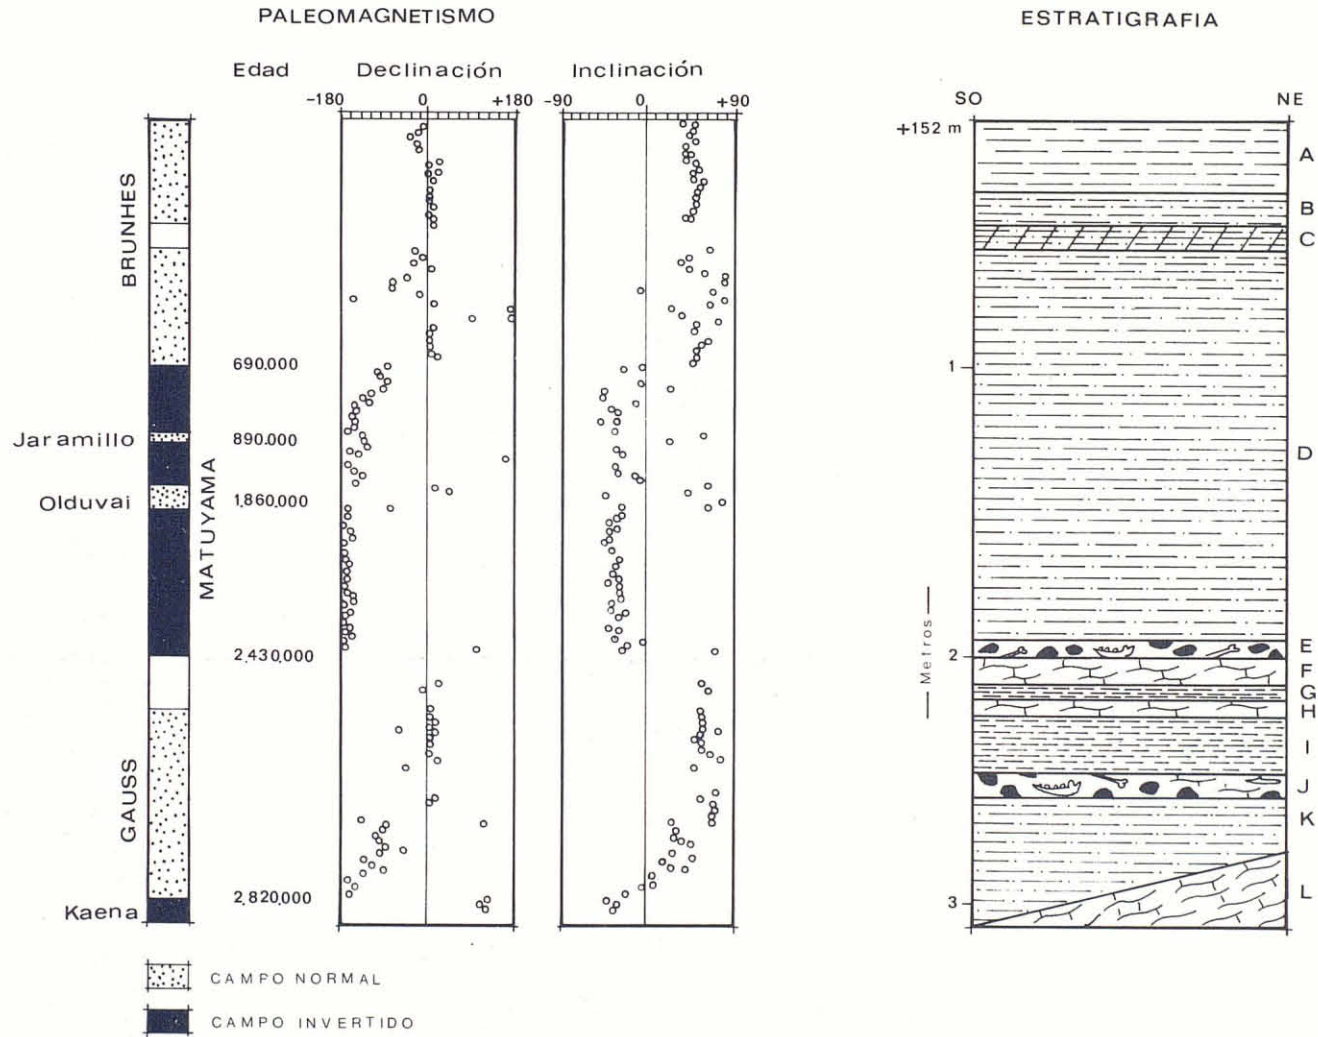 PALEOMAGNETISMO
ESTRATIGRAFIA
Edad
Declinación
Inclinación
-180
0
+180
-90
0
+90
SO
NE
+152 m
BRUNHES
MATUYAMA
GAUSS
690.000
Jaramillo
890.000
Olduvai
1,860,000
2,430,000
2,820,000
Kaena
1
2
3
Metros
A
B
C
D
E
F
G
H
I
J
K
L
CAMPO NORMAL
CAMPO INVERTIDO